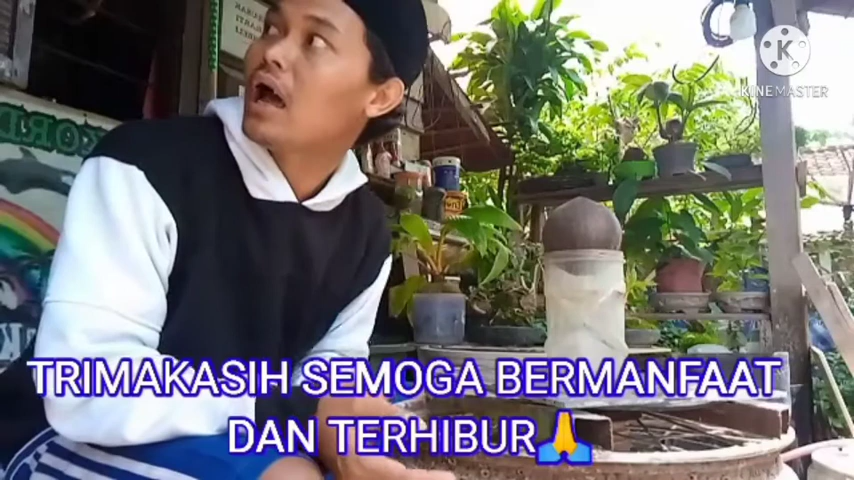 KINEMASTER
TRIMAKASIH SEMOGA BERMANFAAT
DAN TERHIBUR🙏